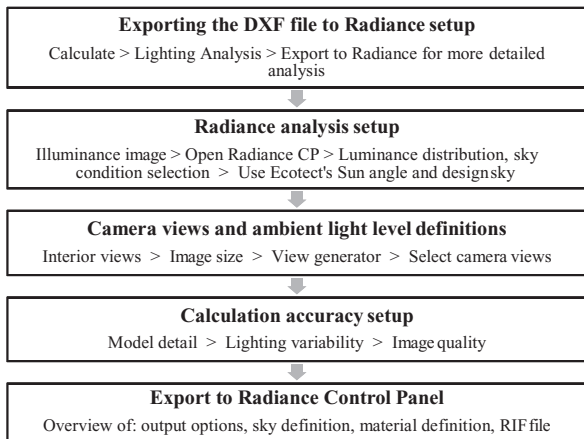 Exporting the DXF file to Radiance setup
Calculate > Lighting Analysis > Export to Radiance for more detailed
analysis
Radiance analysis setup
Illuminance image > Open Radiance CP > Luminance distribution, sky
condition selection > Use Ecotect's Sun angle and designsky
Camera views and ambient light level definitions
Interior views > Image size > View generator > Select camera views
Calculation accuracy setup
Model detail > Lighting variability > Image quality
Export to Radiance Control Panel
Overview of: output options, sky definition, material definition, RIF file